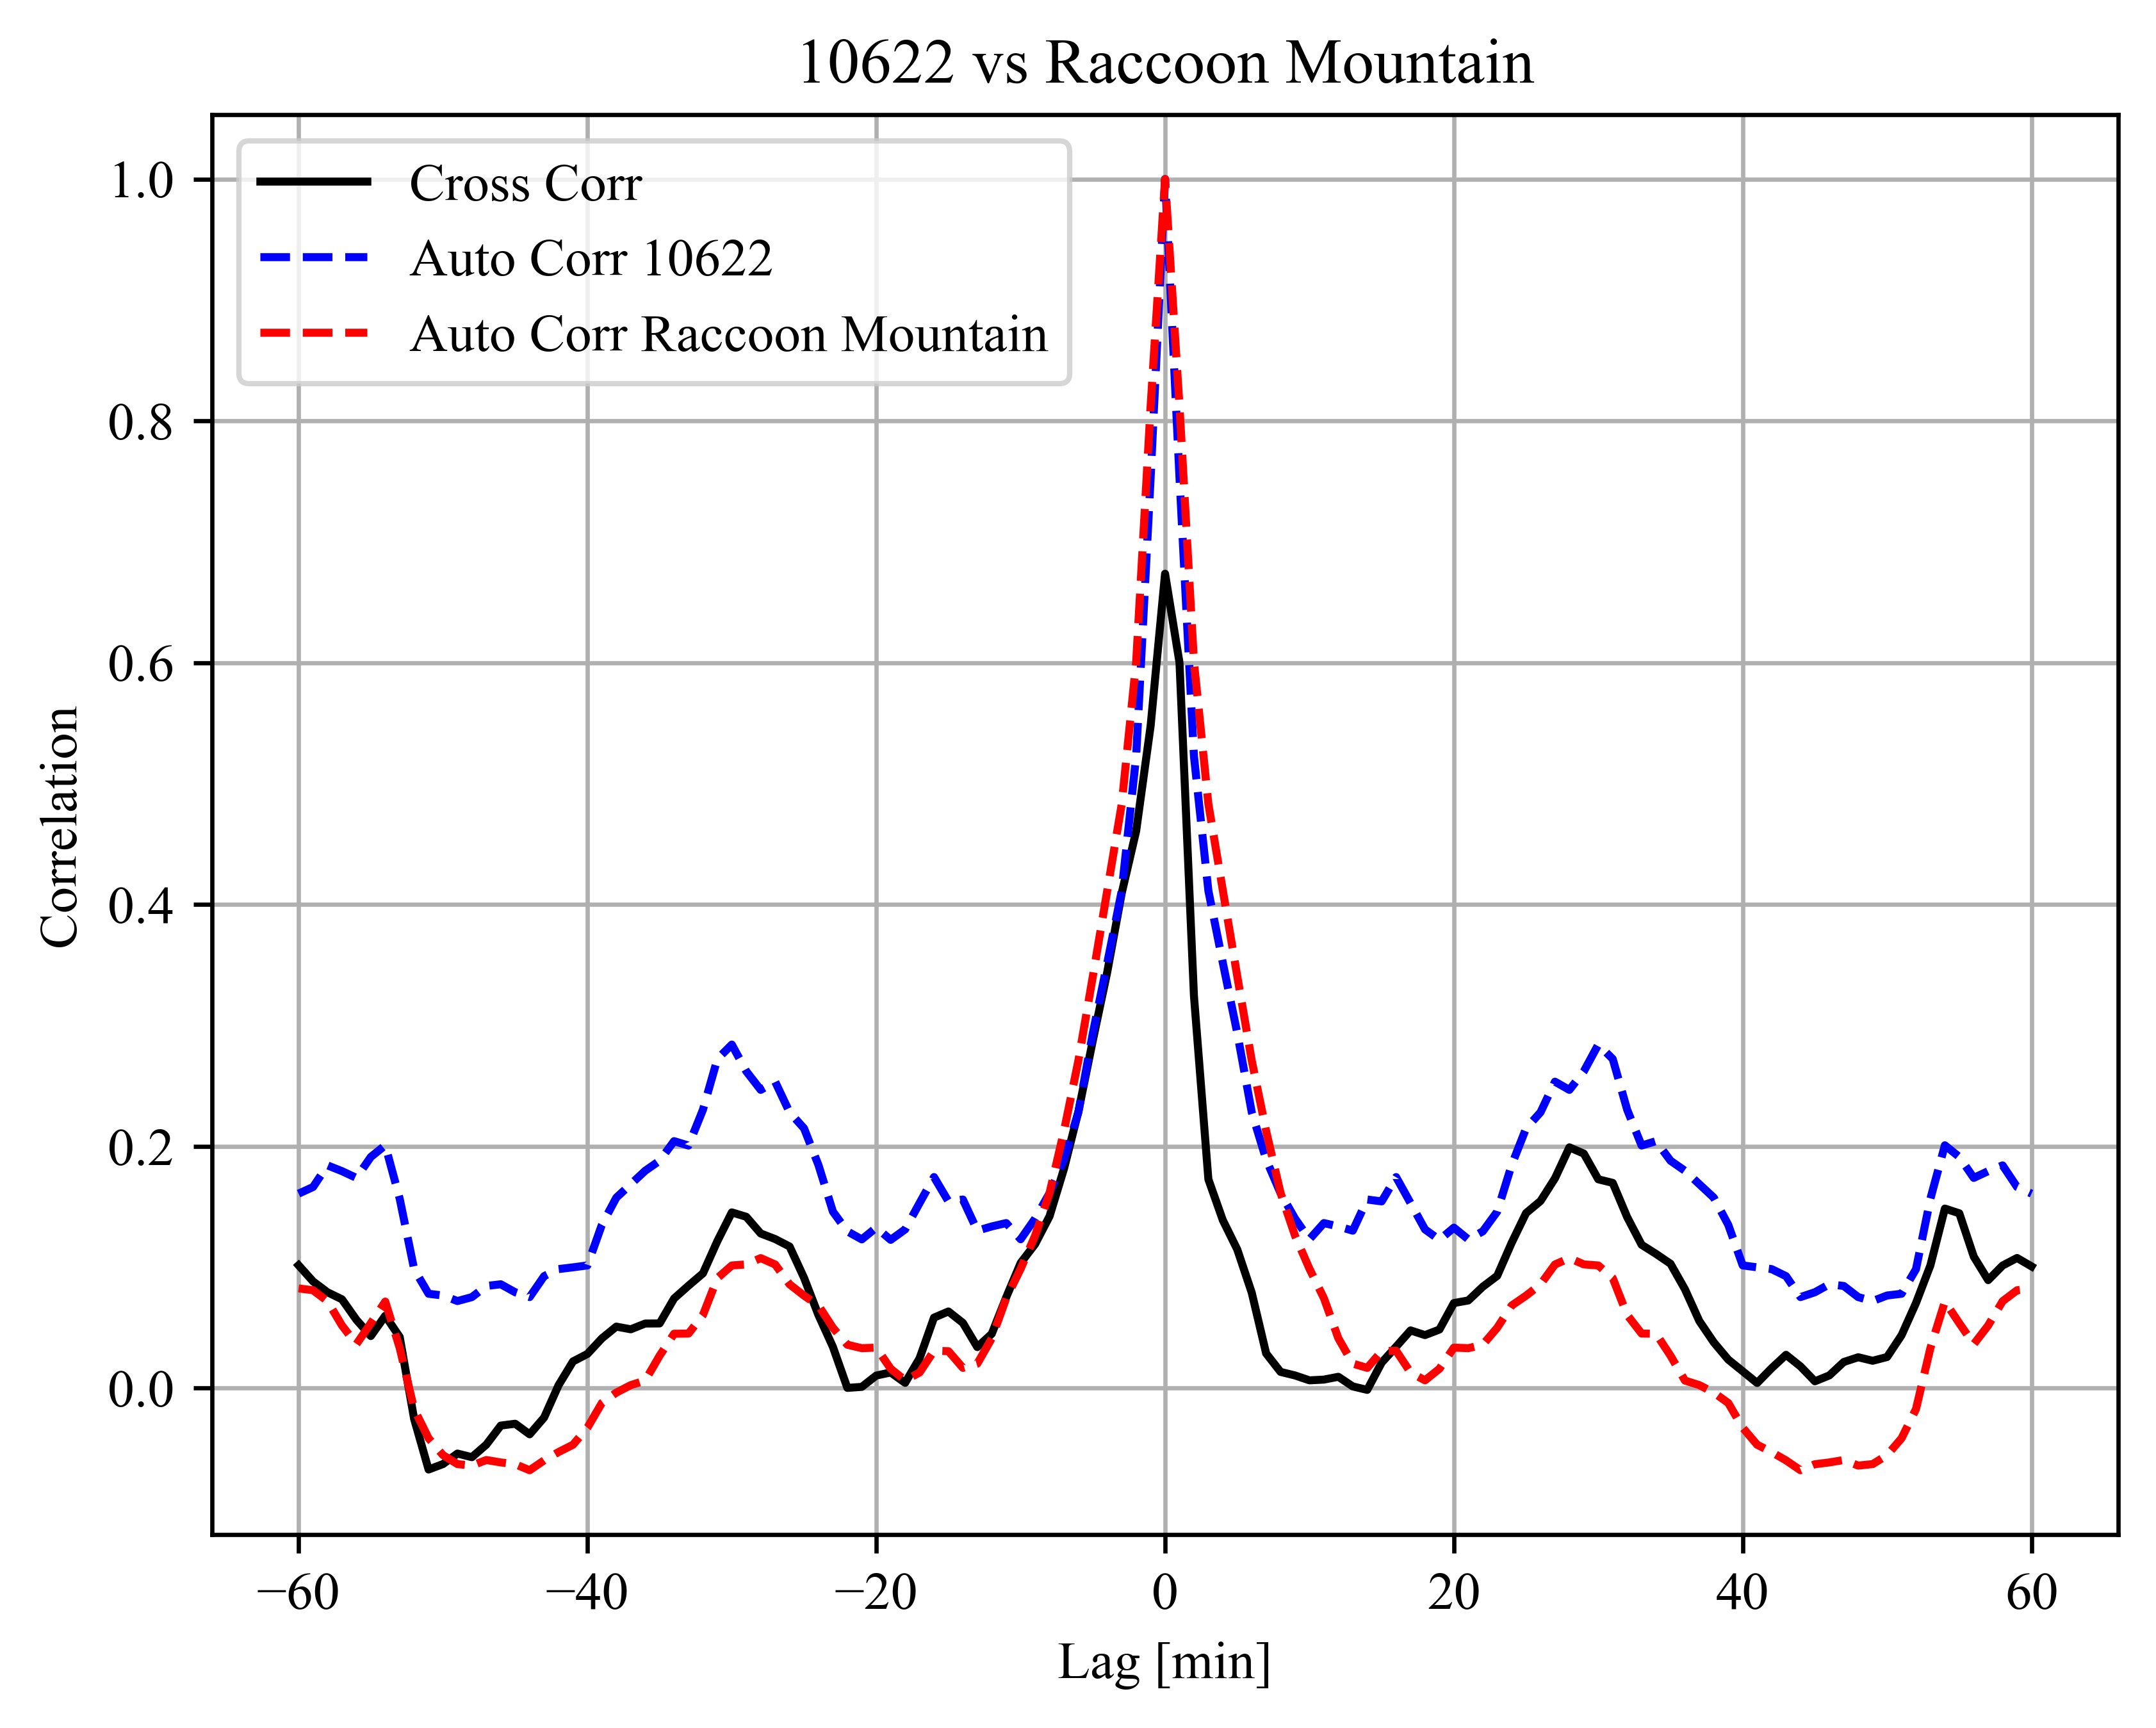 10622 vs Raccoon Mountain
Cross Corr
Auto Corr 10622
Auto Corr Raccoon Mountain
1.0
0.8
0.6
0.4
0.2
0.0
Correlation
−60 −40 −20 0 20 40 60
Lag [min]